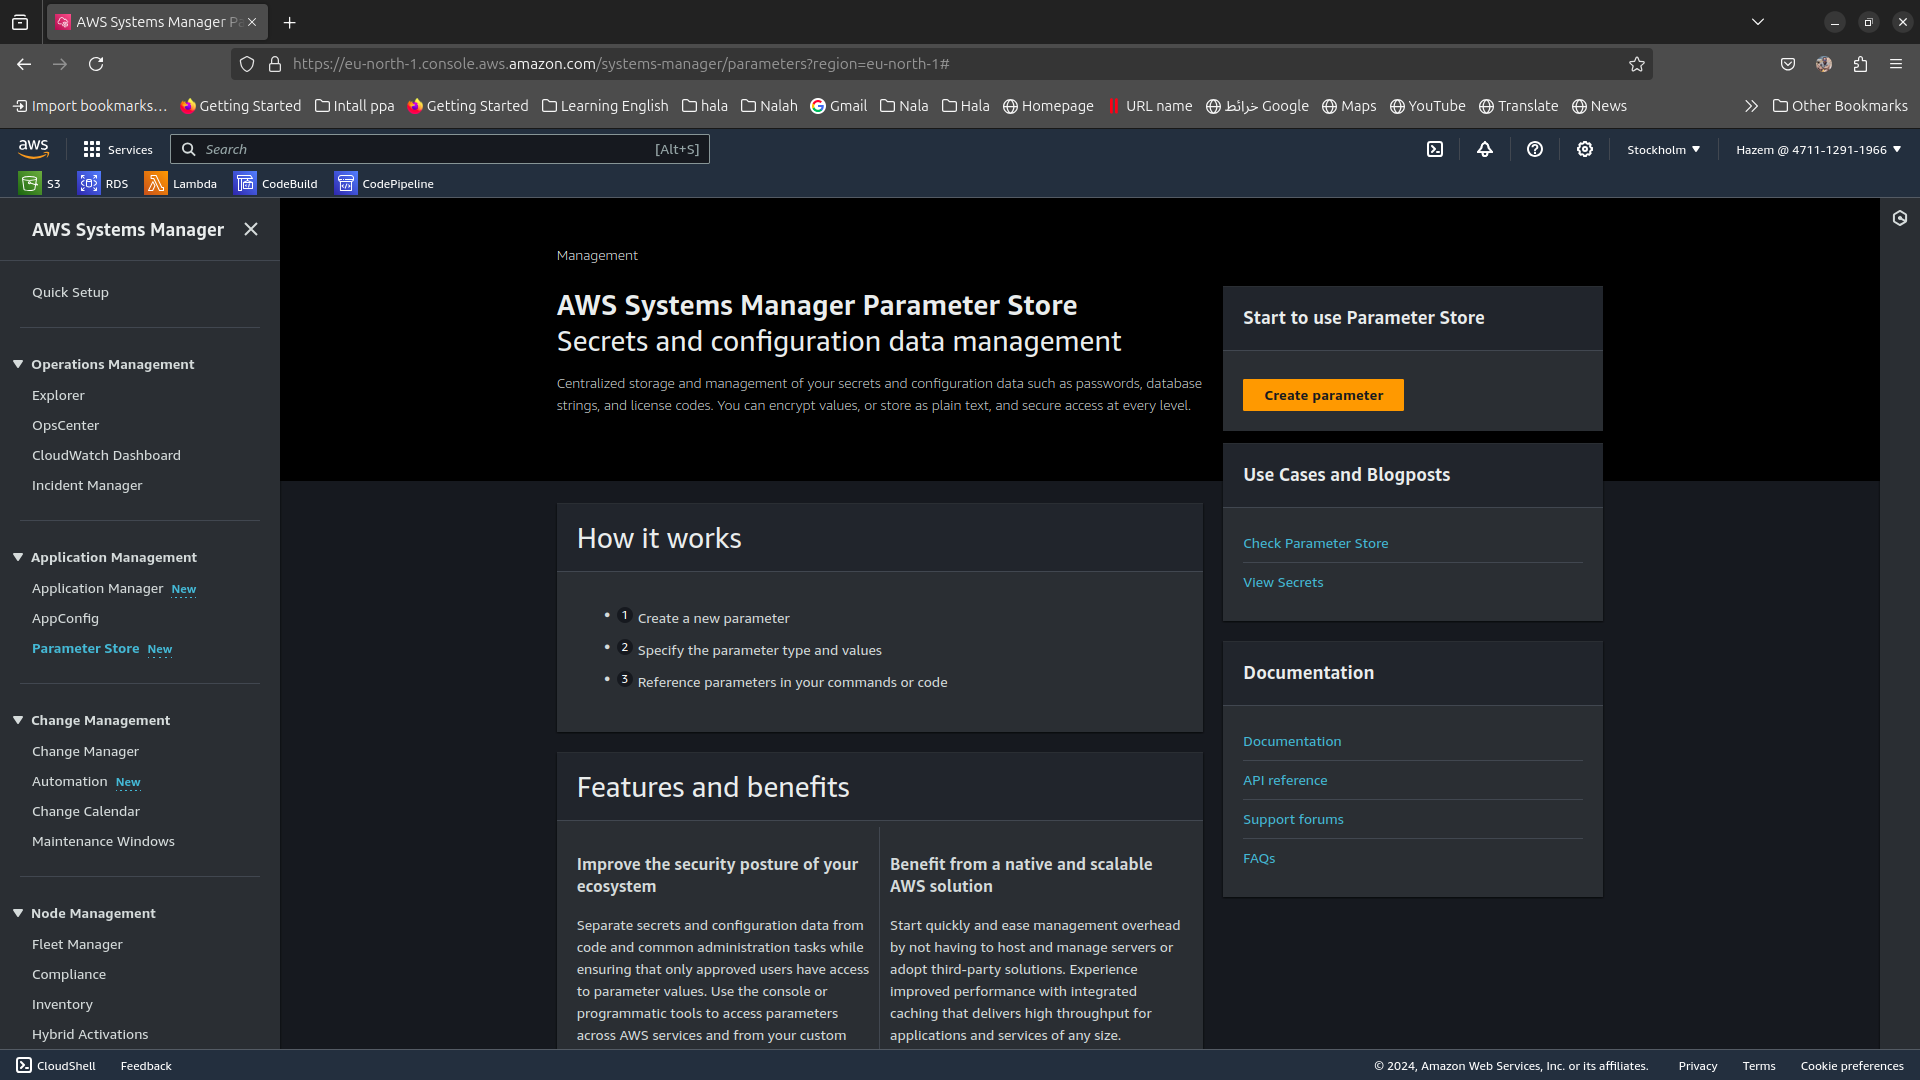 AWS Systems Manager Pa
https://eu-north-1.console.aws.amazon.com/systems-manager/parameters?region=eu-north-1#
Import bookmarks... Getting Started Intall ppa Getting Started Learning English hala Nalah Gmail Nala Hala Homepage URL name خرائط Google Maps YouTube Translate News Other Bookmarks
aws Services Search [Alt+S] Stockholm Hazem @ 4711-1291-1966
S3 RDS Lambda CodeBuild CodePipeline
AWS Systems Manager
Quick Setup
Operations Management
Explorer
OpsCenter
CloudWatch Dashboard
Incident Manager
Application Management
Application Manager New
AppConfig
Parameter Store New
Change Management
Change Manager
Automation New
Change Calendar
Maintenance Windows
Node Management
Fleet Manager
Compliance
Inventory
Hybrid Activations
Management
AWS Systems Manager Parameter Store
Secrets and configuration data management
Centralized storage and management of your secrets and configuration data such as passwords, database
strings, and license codes. You can encrypt values, or store as plain text, and secure access at every level.
How it works
1 Create a new parameter
2 Specify the parameter type and values
3 Reference parameters in your commands or code
Features and benefits
Improve the security posture of your
ecosystem
Separate secrets and configuration data from
code and common administration tasks while
ensuring that only approved users have access
to parameter values. Use the console or
programmatic tools to access parameters
across AWS services and from your custom
Benefit from a native and scalable
AWS solution
Start quickly and ease management overhead
by not having to host and manage servers or
adopt third-party solutions. Experience
improved performance with integrated
caching that delivers high throughput for
applications and services of any size.
Start to use Parameter Store
Create parameter
Use Cases and Blogposts
Check Parameter Store
View Secrets
Documentation
Documentation
API reference
Support forums
FAQs
CloudShell Feedback © 2024, Amazon Web Services, Inc. or its affiliates. Privacy Terms Cookie preferences